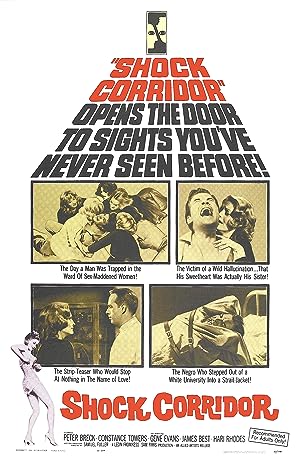 "SHOCK
CORRIDOR"
OPENS THE DOOR
TO SIGHTS YOU'VE
NEVER SEEN BEFORE!
The Day a Man Was Trapped in the
Ward Of Sex-Maddened Women!
The Victim of a Wild Hallucination...That
His Sweetheart Was Actually His Sister!
The Strip-Teaser Who Would Stop
At Nothing in The Name of Love!
The Negro Who Stepped Out of a
White University Into a Strait-Jacket!
SHOCK CORRIDOR
Recommended
For Adults Only!
PETER BRECK · CONSTANCE TOWERS · GENE EVANS · JAMES BEST · HARI RHODES
SAMUEL FULLER